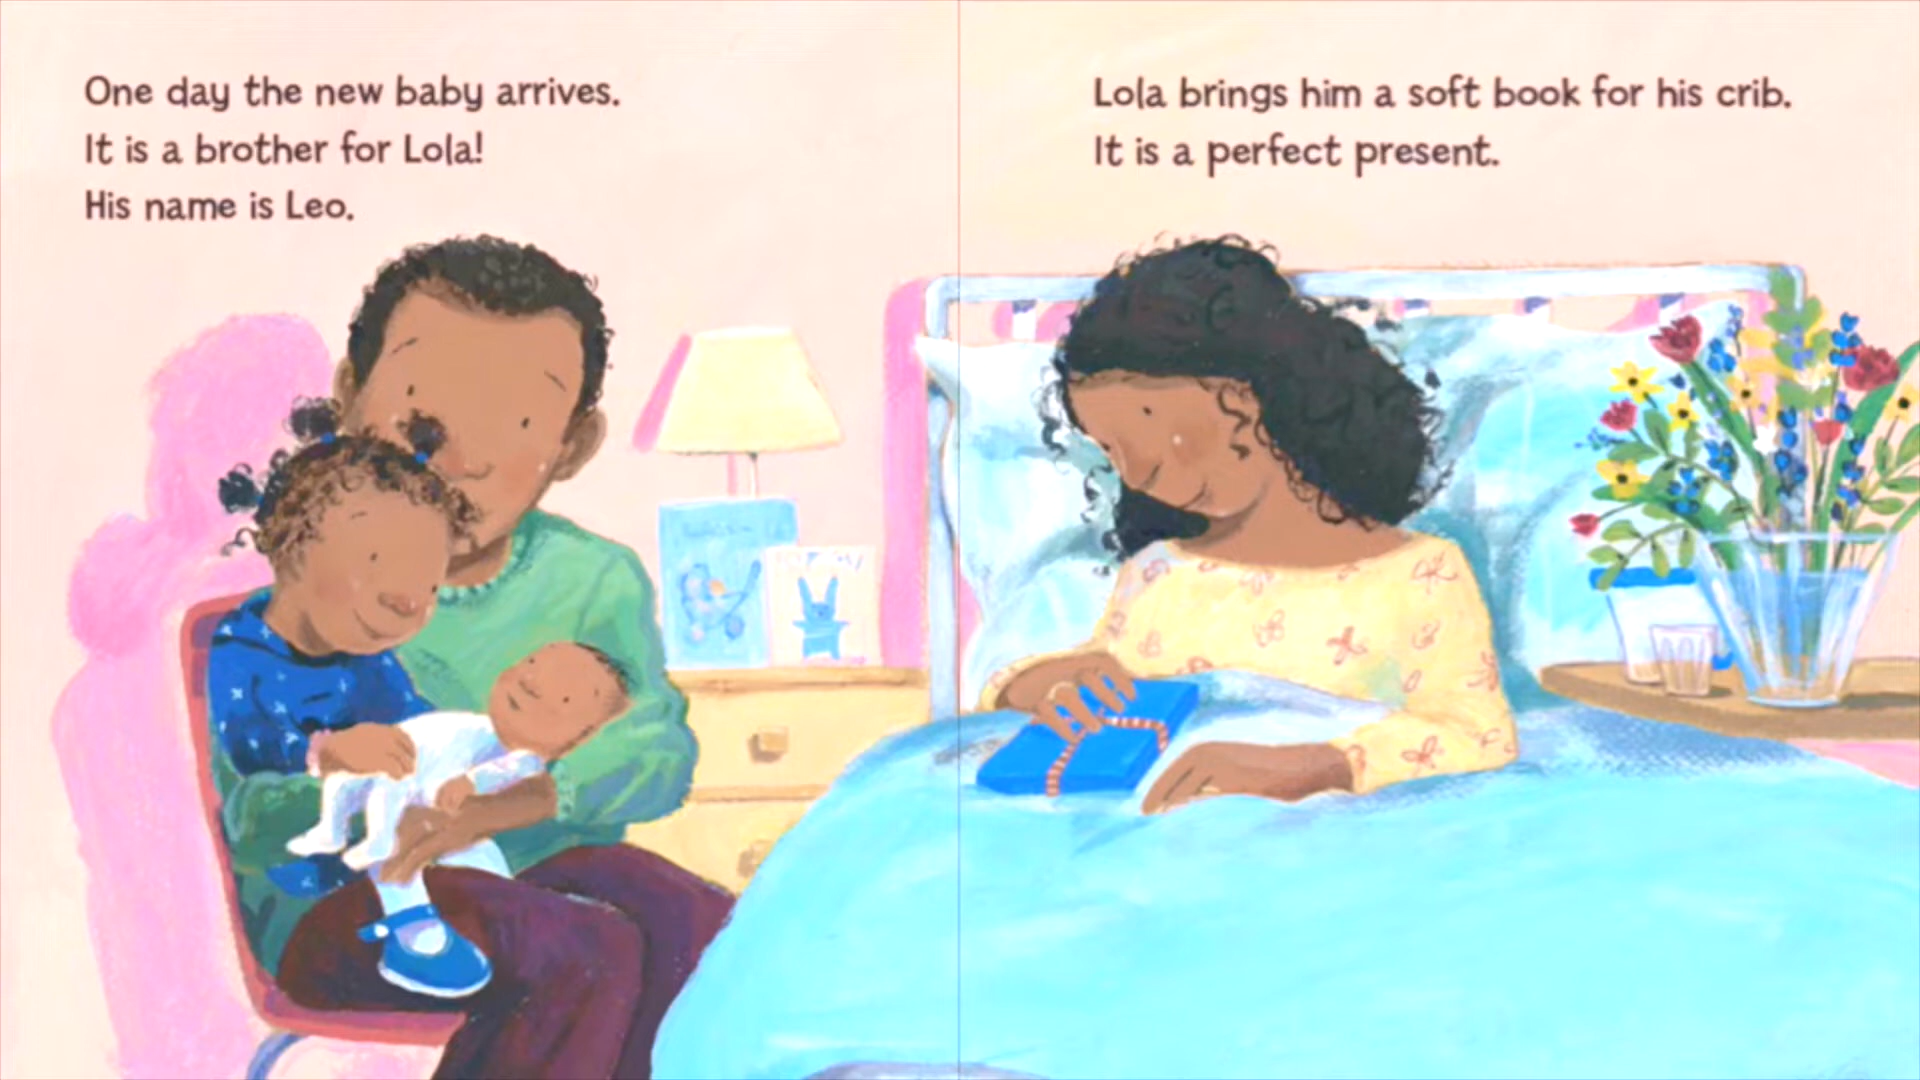 One day the new baby arrives.
It is a brother for Lola!
His name is Leo.
Lola brings him a soft book for his crib.
It is a perfect present.